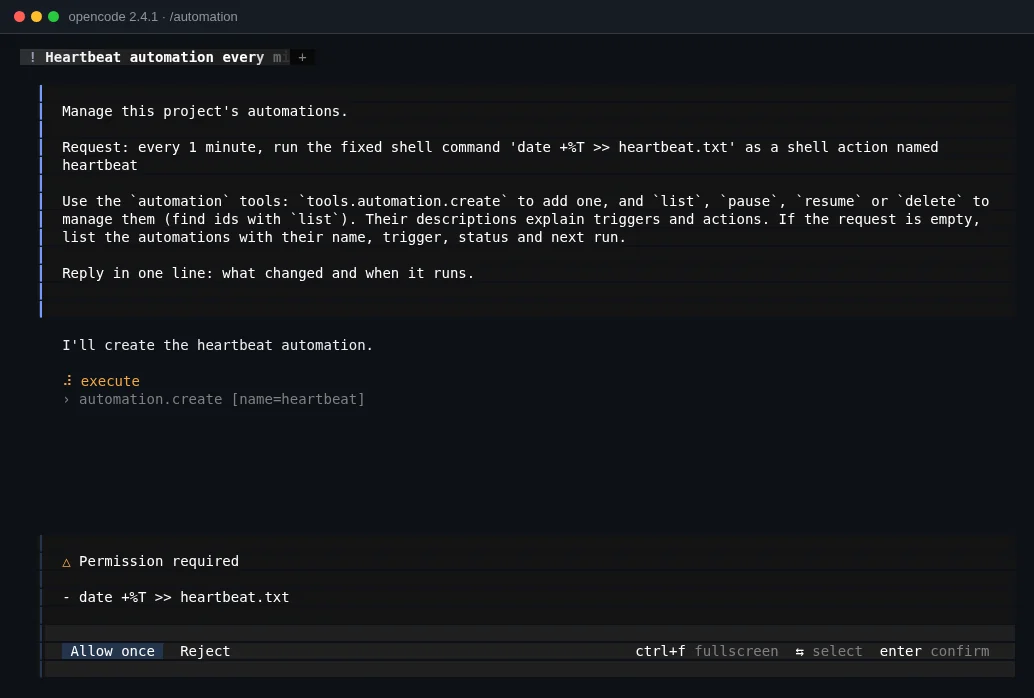 opencode 2.4.1 · /automation
! Heartbeat automation every mi +
Manage this project's automations.
Request: every 1 minute, run the fixed shell command 'date +%T >> heartbeat.txt' as a shell action named
heartbeat
Use the `automation` tools: `tools.automation.create` to add one, and `list`, `pause`, `resume` or `delete` to
manage them (find ids with `list`). Their descriptions explain triggers and actions. If the request is empty,
list the automations with their name, trigger, status and next run.
Reply in one line: what changed and when it runs.
I'll create the heartbeat automation.
⠼ execute
› automation.create [name=heartbeat]
△ Permission required
- date +%T >> heartbeat.txt
Allow once Reject ctrl+f fullscreen ⇆ select enter confirm